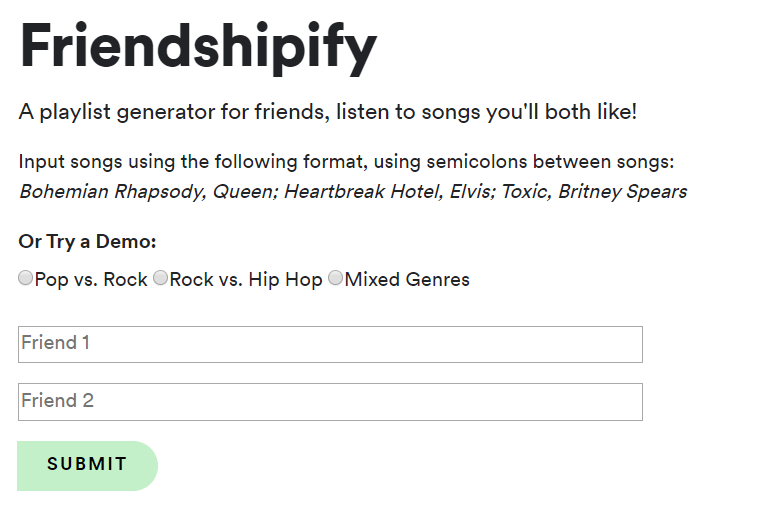 Friendshipify
A playlist generator for friends, listen to songs you'll both like!
Input songs using the following format, using semicolons between songs:
Bohemian Rhapsody, Queen; Heartbreak Hotel, Elvis; Toxic, Britney Spears
Or Try a Demo:
Pop vs. Rock Rock vs. Hip Hop Mixed Genres
Friend 1
Friend 2
SUBMIT